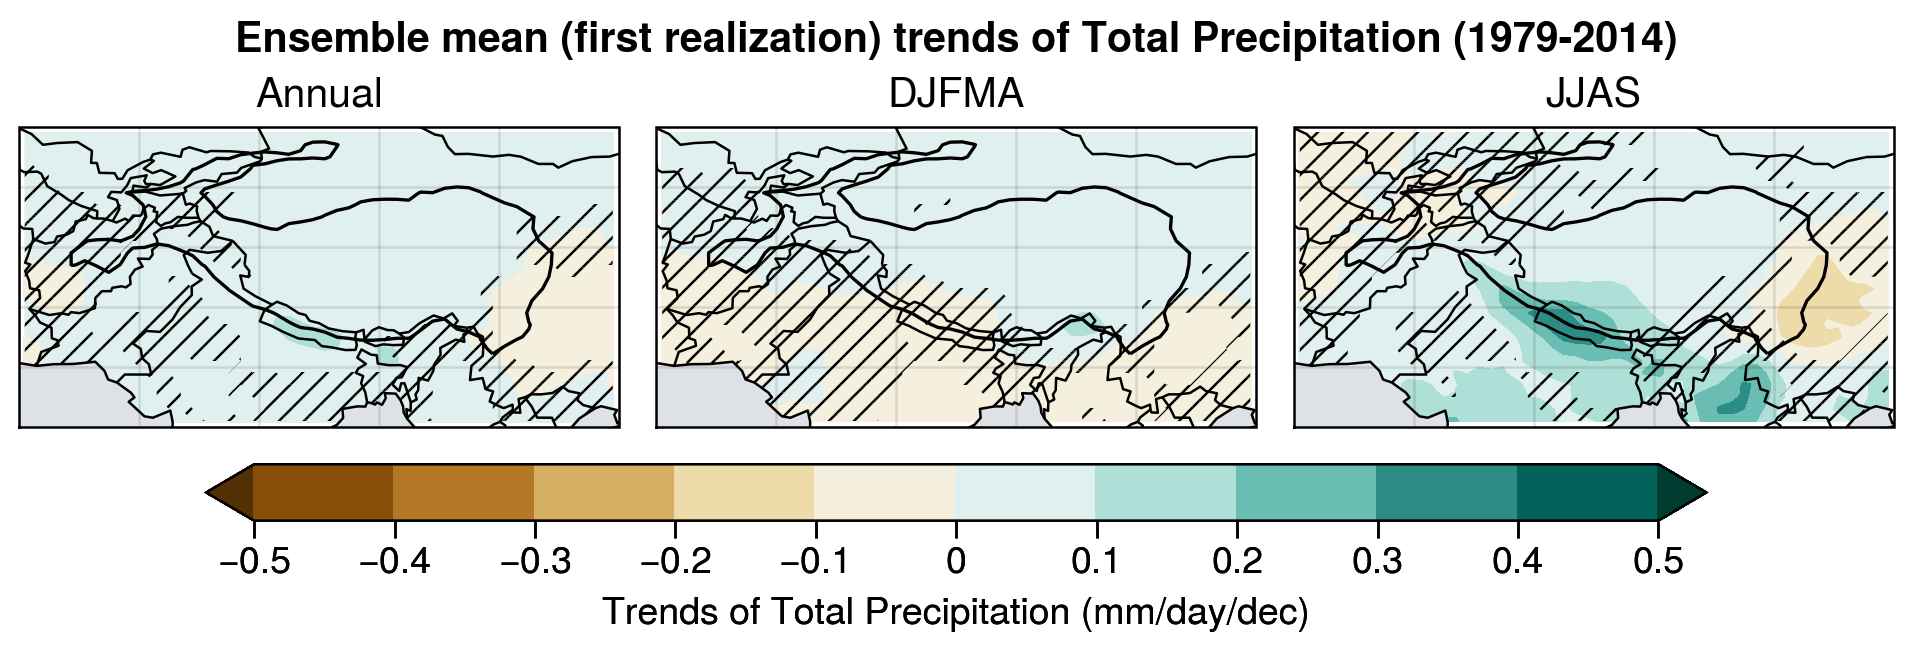 Ensemble mean (first realization) trends of Total Precipitation (1979-2014)
Annual DJFMA JJAS
−0.5 −0.4 −0.3 −0.2 −0.1 0 0.1 0.2 0.3 0.4 0.5
Trends of Total Precipitation (mm/day/dec)